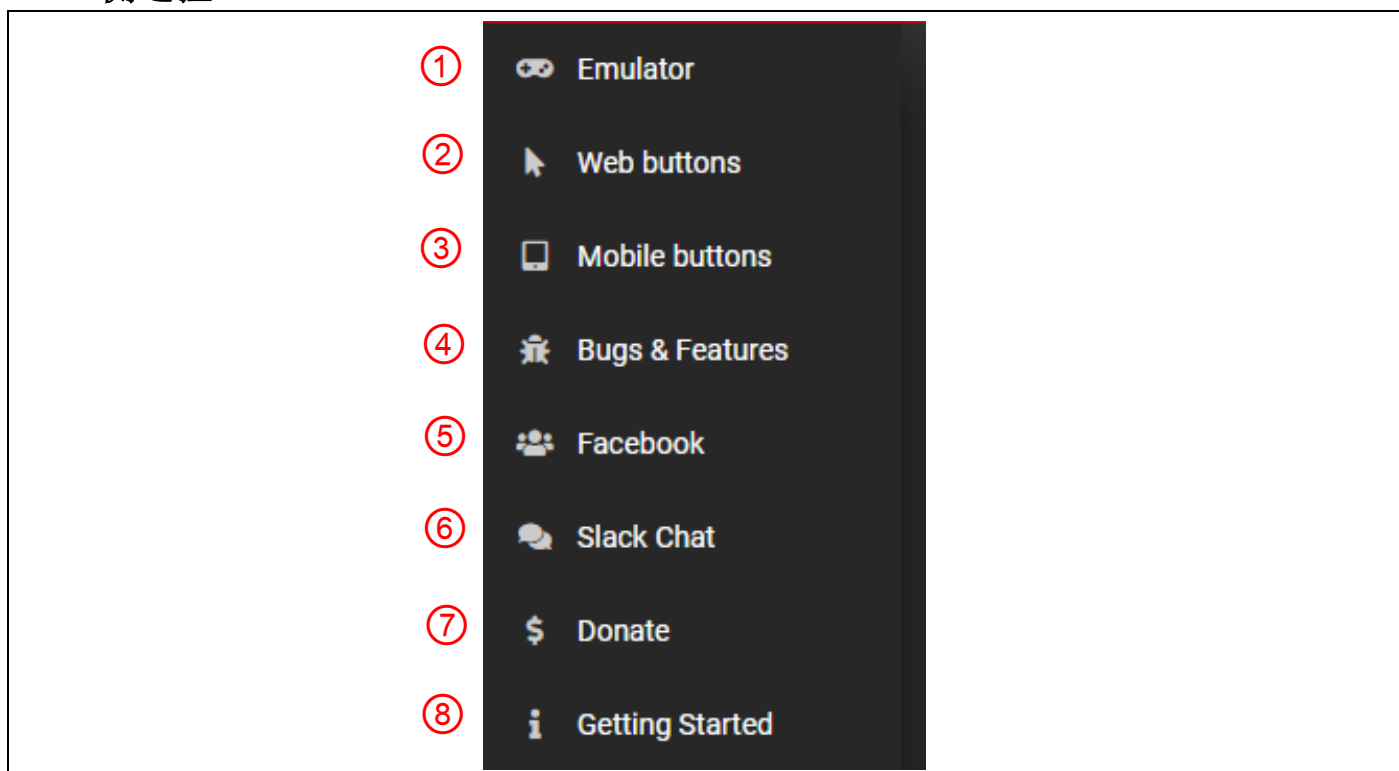 ① Emulator
② Web buttons
③ Mobile buttons
④ Bugs & Features
⑤ Facebook
⑥ Slack Chat
⑦ Donate
⑧ Getting Started